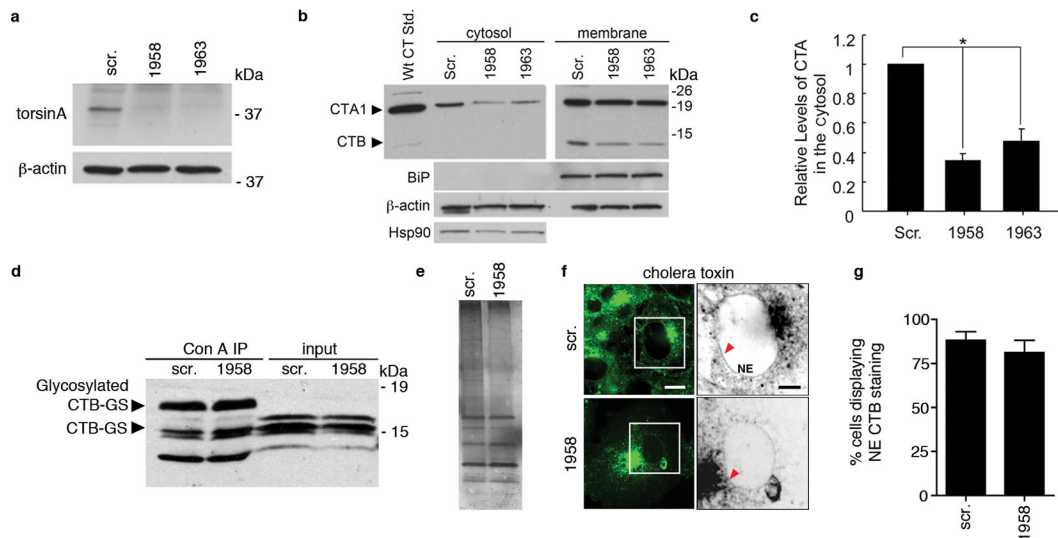 a
scr.
1958
1963
kDa
torsinA
- 37
β-actin
- 37
b
Wt CT Std.
cytosol
membrane
Scr.
1958
1963
Scr.
1958
1963
kDa
CTA1
CTB
-26
-19
-15
BiP
β-actin
Hsp90
c
Relative Levels of CTA
in the cytosol
1.2
1
0.8
0.6
0.4
0.2
0
*
Scr.
1958
1963
d
Con A IP
input
scr.
1958
scr.
1958
kDa
Glycosylated
CTB-GS
CTB-GS
- 19
- 15
e
scr.
1958
f
cholera toxin
scr.
NE
1958
g
% cells displaying
NE CTB staining
100
75
50
25
0
scr.
1958